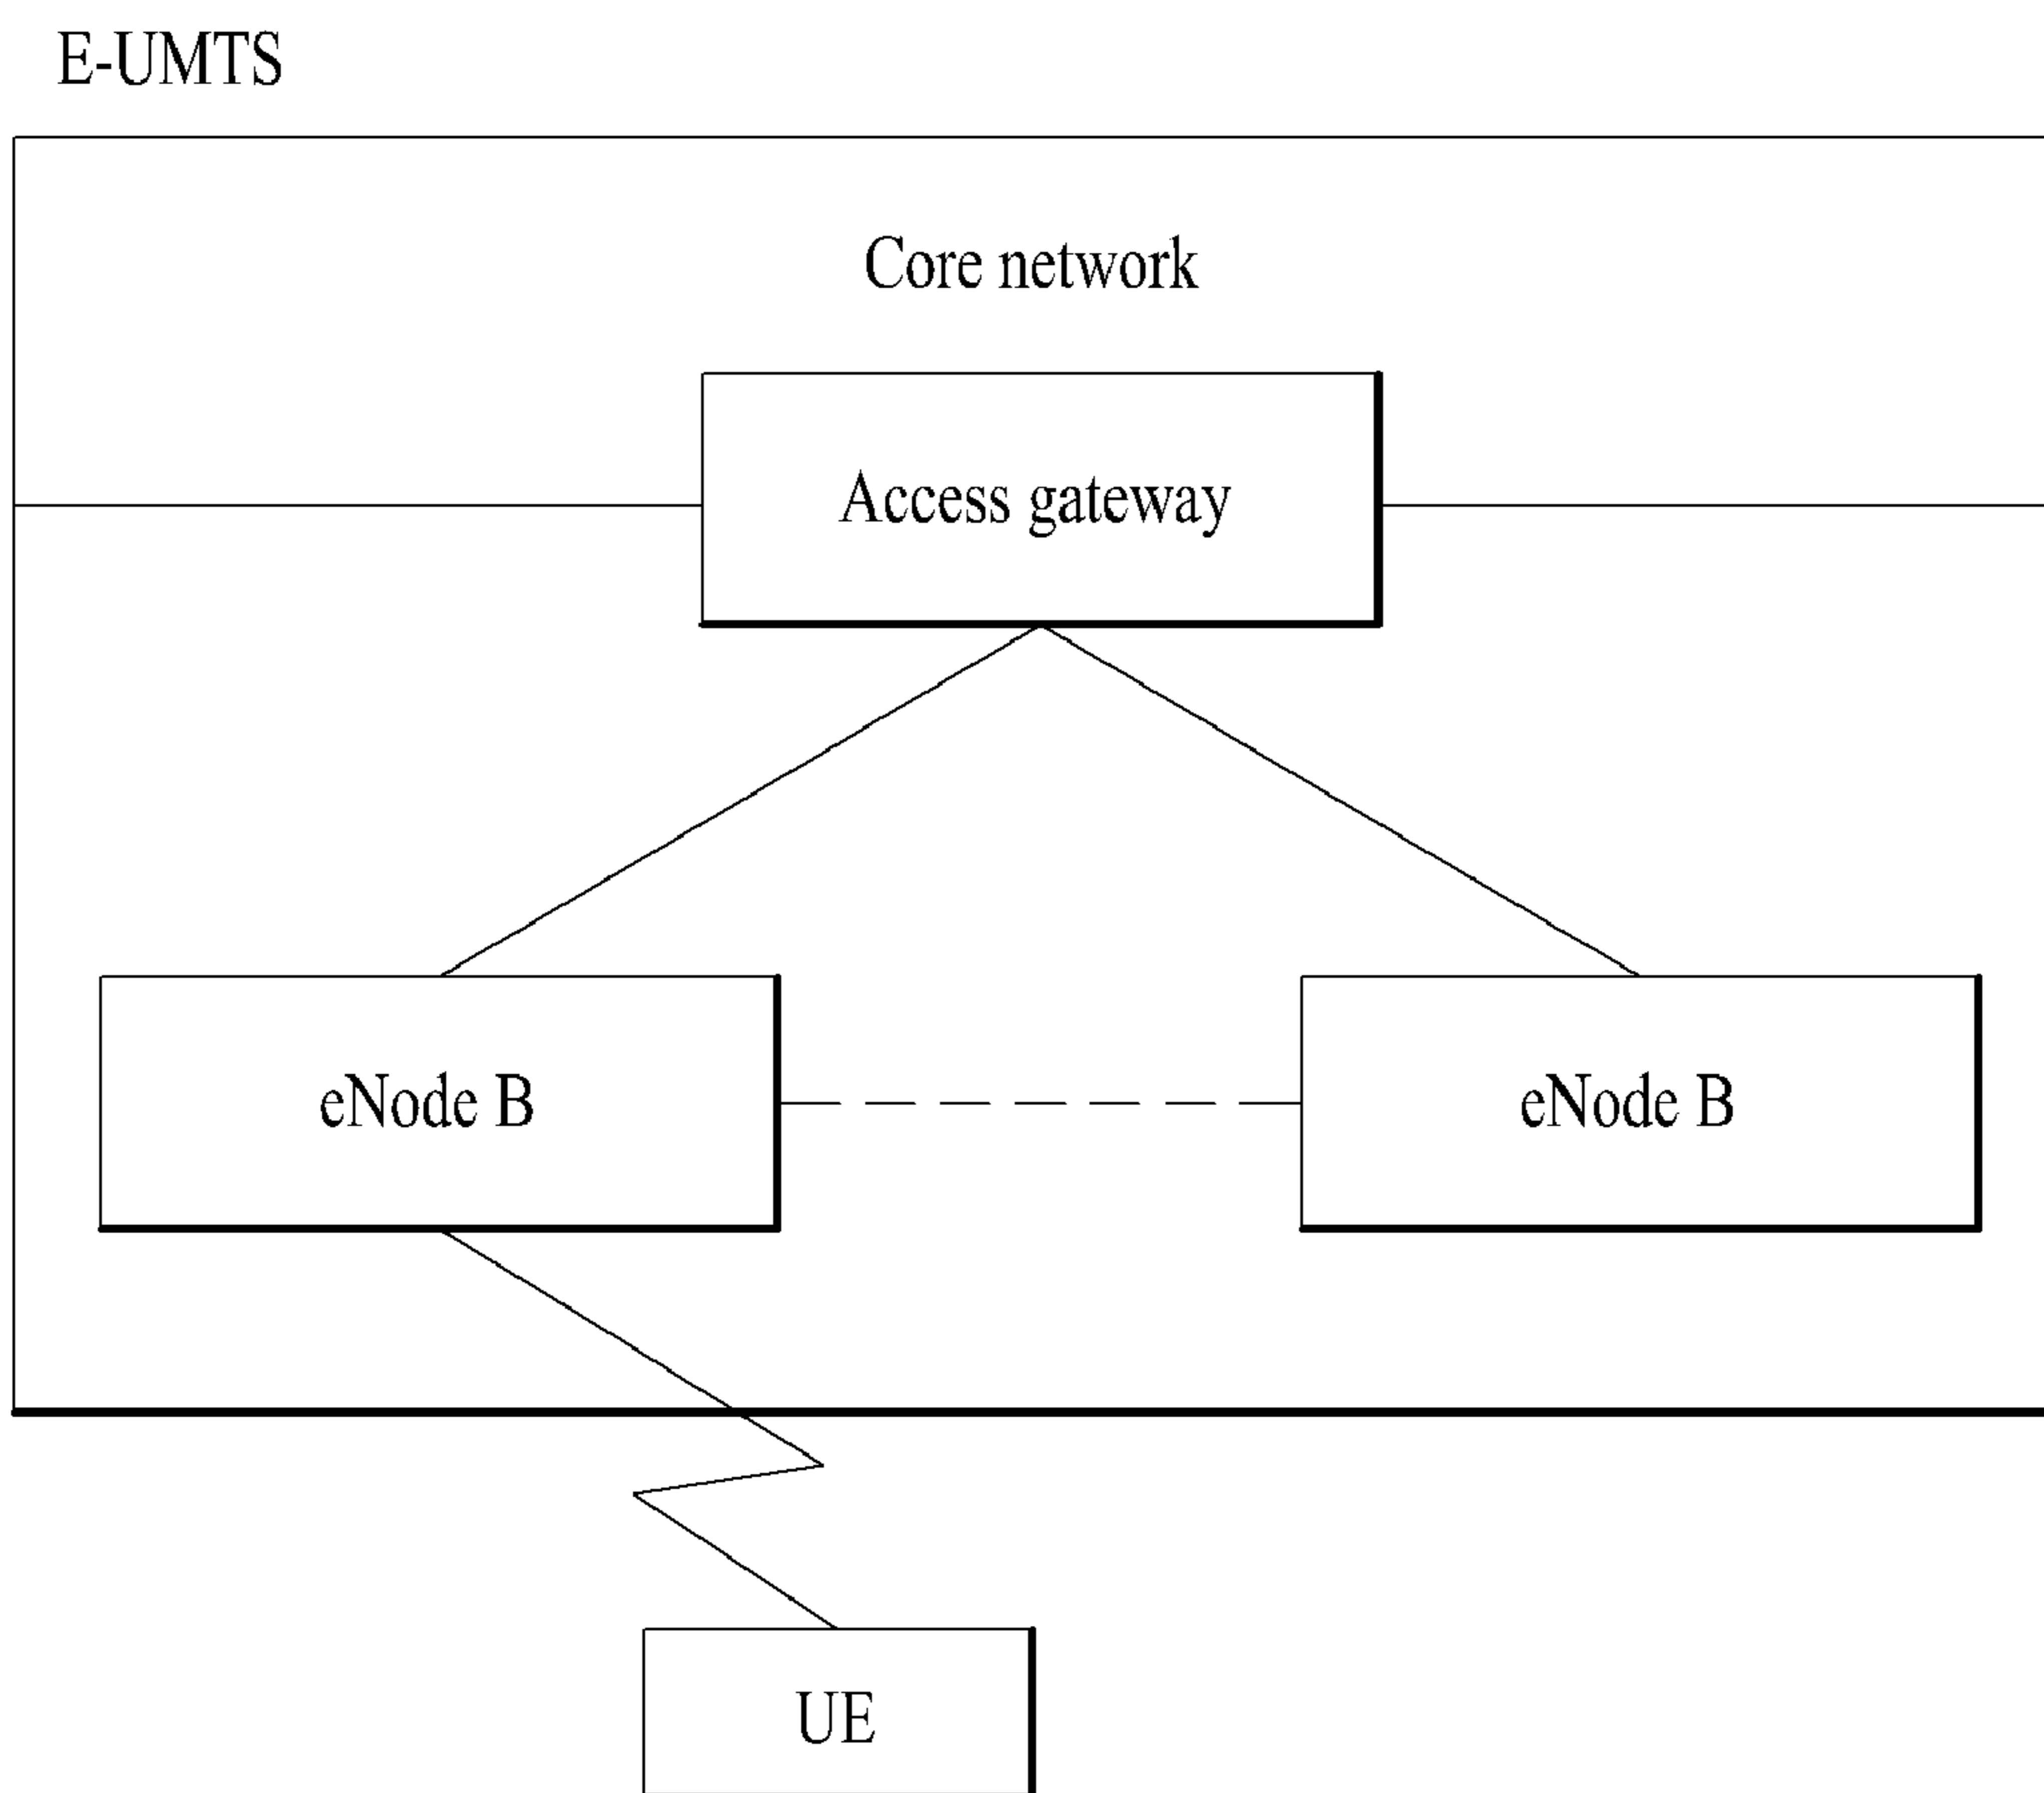 E-UMTS
Core network
Access gateway
eNode B
eNode B
UE